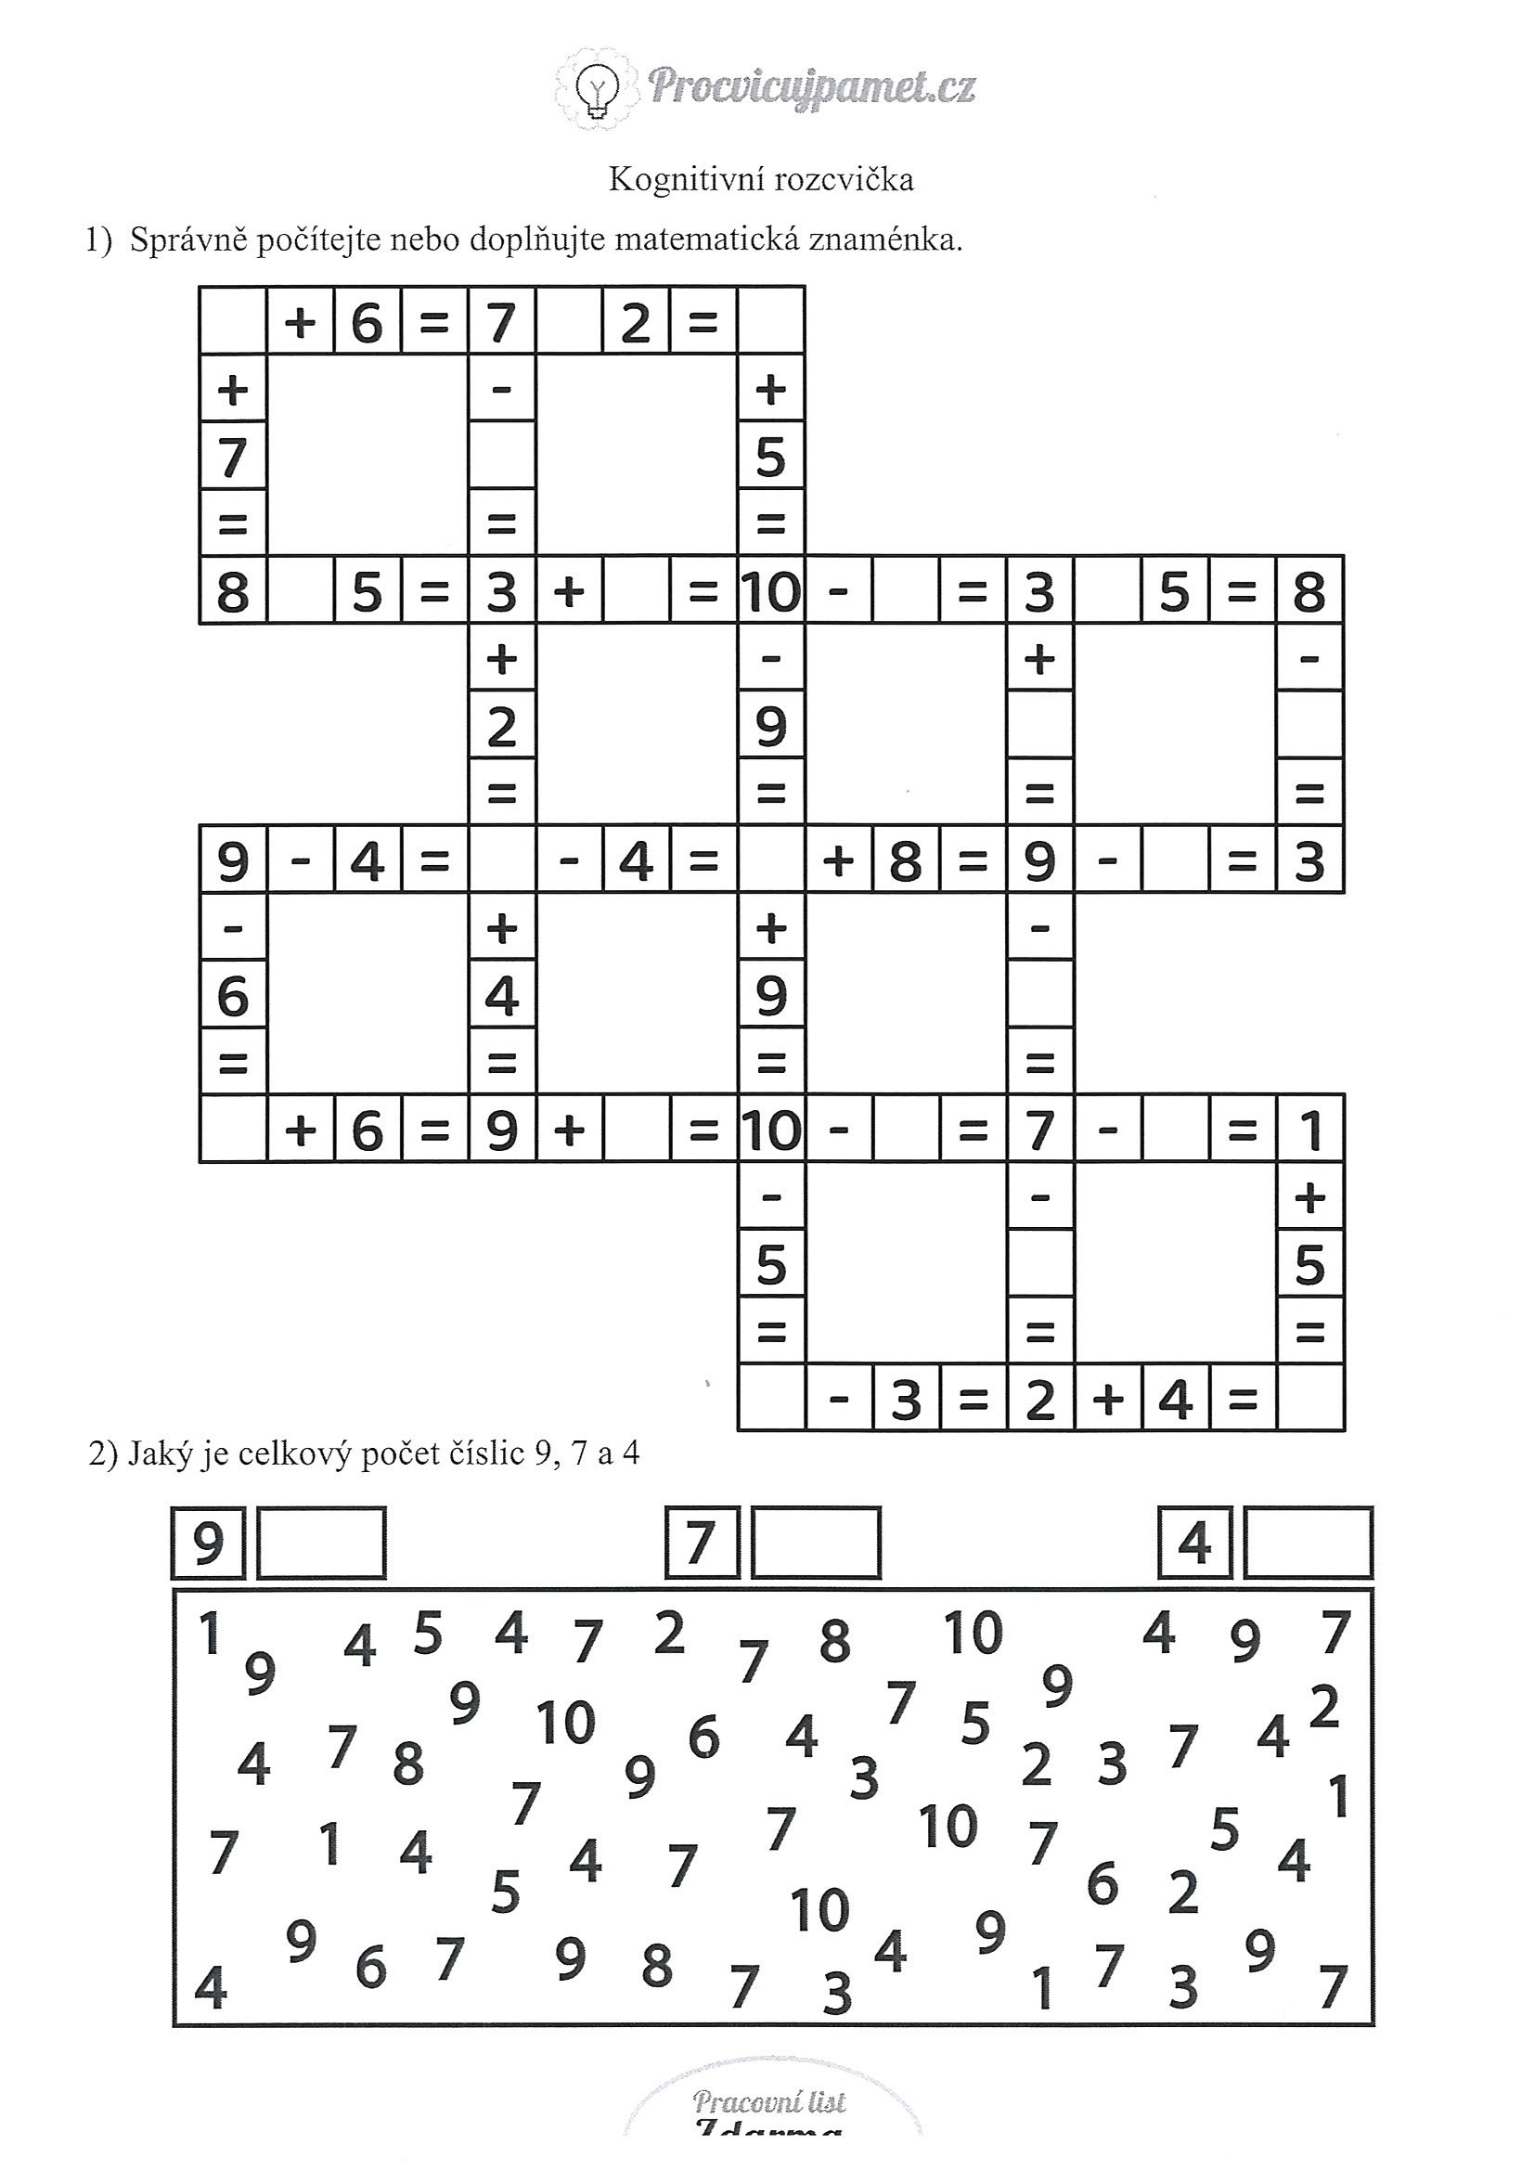 Procvicujpamet.cz
Kognitivní rozcvička
1) Správně počítejte nebo doplňujte matematická znaménka.
+ 6 = 7 2 =
+ - +
7 5
= = =
8 5 = 3 + = 10 - = 3 5 = 8
+ - + -
2 9
= = = =
9 - 4 = - 4 = + 8 = 9 - = 3
- + + -
6 4 9
= = = =
+ 6 = 9 + = 10 - = 7 - = 1
- - +
5 5
= = =
- 3 = 2 + 4 =
2) Jaký je celkový počet číslic 9, 7 a 4
9 7 4
1 9 4 5 4 7 2 7 8 10 4 9 7
9 10 7 5 9 2
4 7 8 9 6 4 3 2 3 7 4
7 1
7 1 4 5 4 7 7 10 7 5 4
10 6 2
9 6 7 9 8 4 9 7 9
4 7 3 1 3 7
Pracovní list
Zdarma